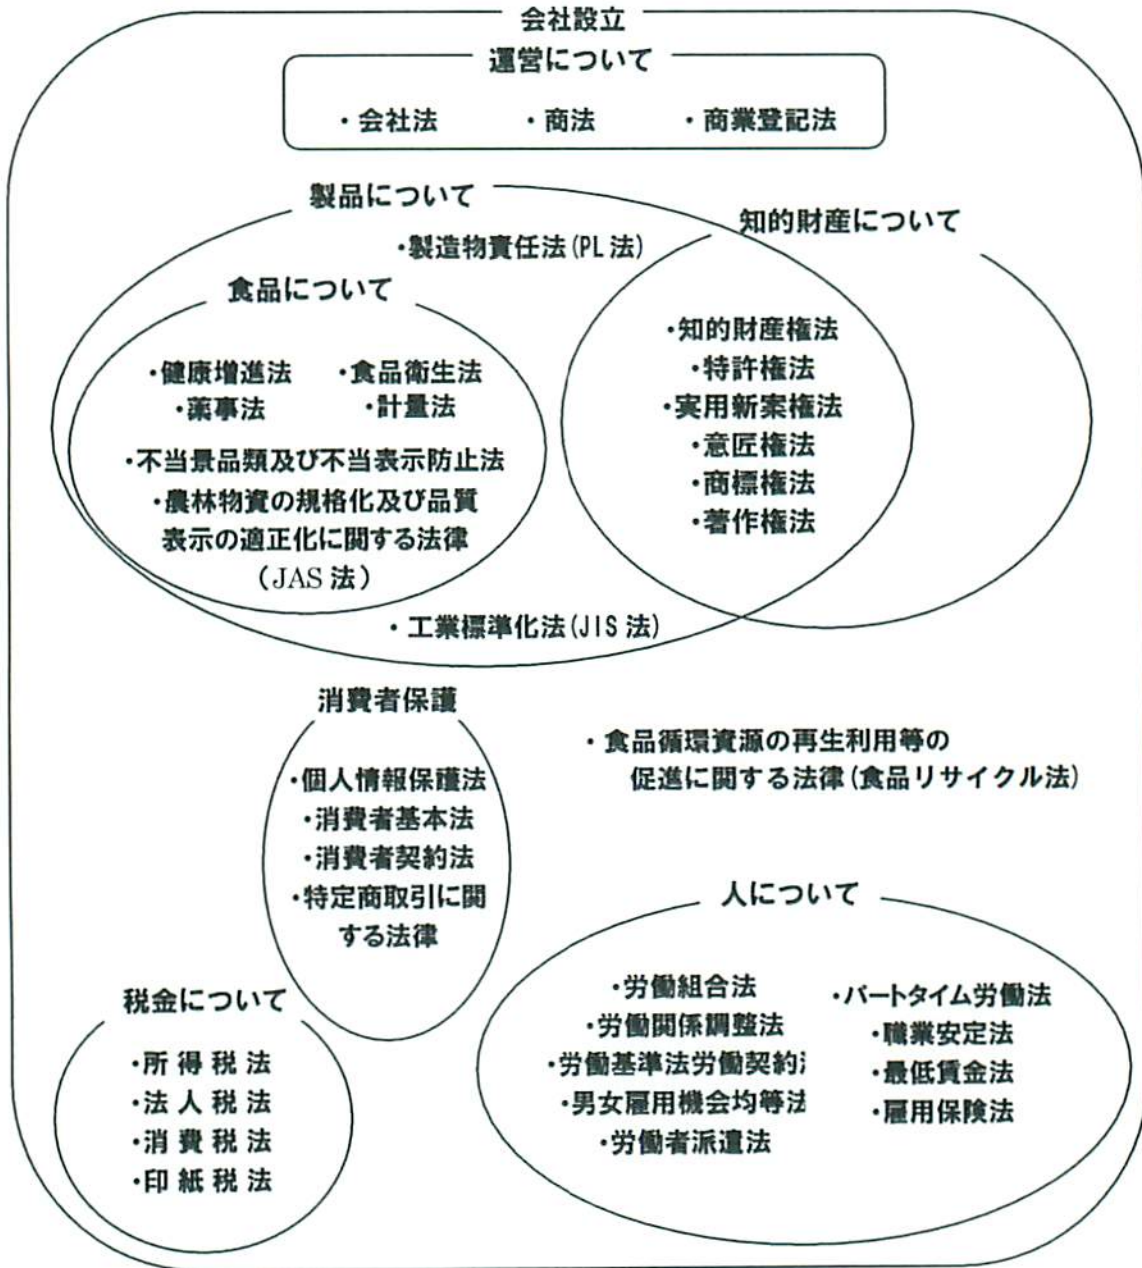 会社設立
運営について
・会社法 ・商法 ・商業登記法
製品について
知的財産について
・製造物責任法(PL法)
食品について
・健康増進法 ・食品衛生法
・薬事法 ・計量法
・不当景品類及び不当表示防止法
・農林物資の規格化及び品質
表示の適正化に関する法律
(JAS法)
・知的財産権法
・特許権法
・実用新案権法
・意匠権法
・商標権法
・著作権法
・工業標準化法(JIS法)
消費者保護
・個人情報保護法
・消費者基本法
・消費者契約法
・特定商取引に関
する法律
・食品循環資源の再生利用等の
促進に関する法律(食品リサイクル法)
人について
・労働組合法
・労働関係調整法
・労働基準法労働契約
・男女雇用機会均等法
・労働者派遣法
・パートタイム労働法
・職業安定法
・最低賃金法
・雇用保険法
税金について
・所得税法
・法人税法
・消費税法
・印紙税法